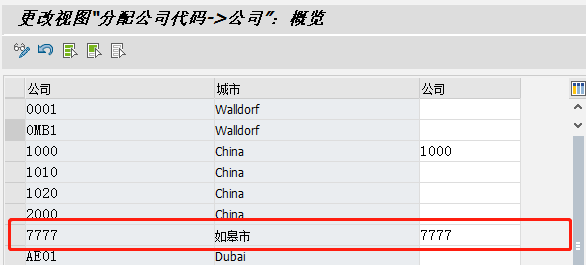 更改视图"分配公司代码->公司": 概览
公司 城市 公司
0001 Walldorf
0MB1 Walldorf
1000 China 1000
1010 China
1020 China
2000 China
7777 如皋市 7777
AE01 Dubai